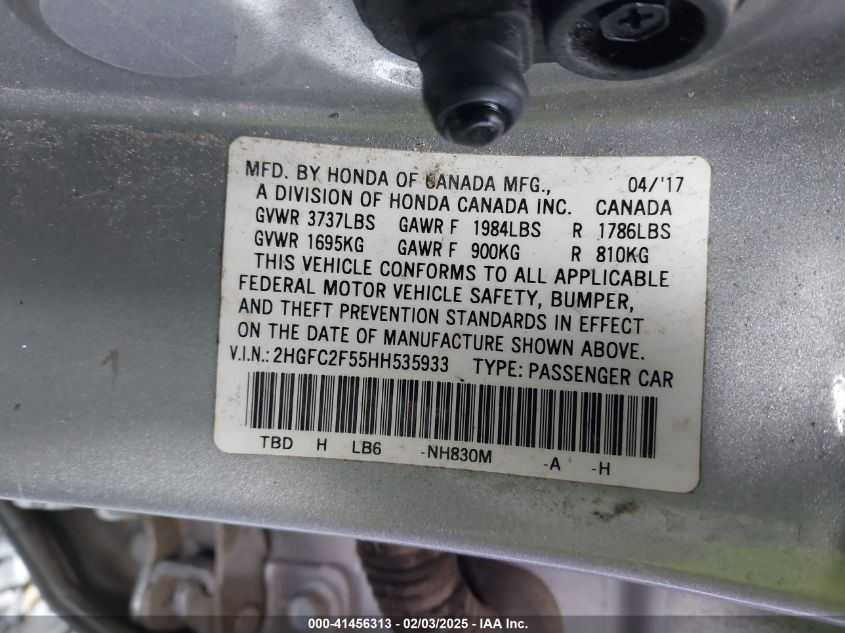 MFD. BY HONDA OF CANADA MFG., 04/'17
A DIVISION OF HONDA CANADA INC. CANADA
GVWR 3737LBS GAWR F 1984LBS R 1786LBS
GVWR 1695KG GAWR F 900KG R 810KG
THIS VEHICLE CONFORMS TO ALL APPLICABLE
FEDERAL MOTOR VEHICLE SAFETY, BUMPER,
AND THEFT PREVENTION STANDARDS IN EFFECT
ON THE DATE OF MANUFACTURE SHOWN ABOVE.
V.I.N.: 2HGFC2F55HH535933 TYPE: PASSENGER CAR
TBD H LB6 -NH830M -A -H
000-41456313 - 02/03/2025 - IAA Inc.